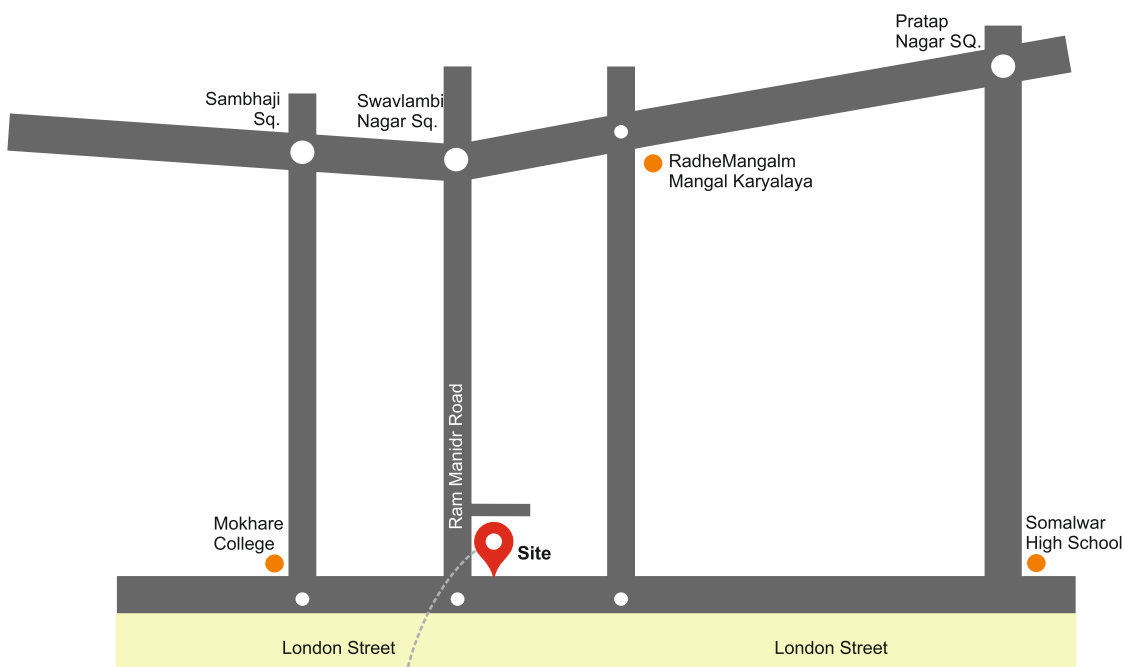 Pratap
Nagar SQ.
Sambhaji
Sq.
Swavlambi
Nagar Sq.
RadheMangalm
Mangal Karyalaya
Ram Manidr Road
Mokhare
College
Site
Somalwar
High School
London Street
London Street